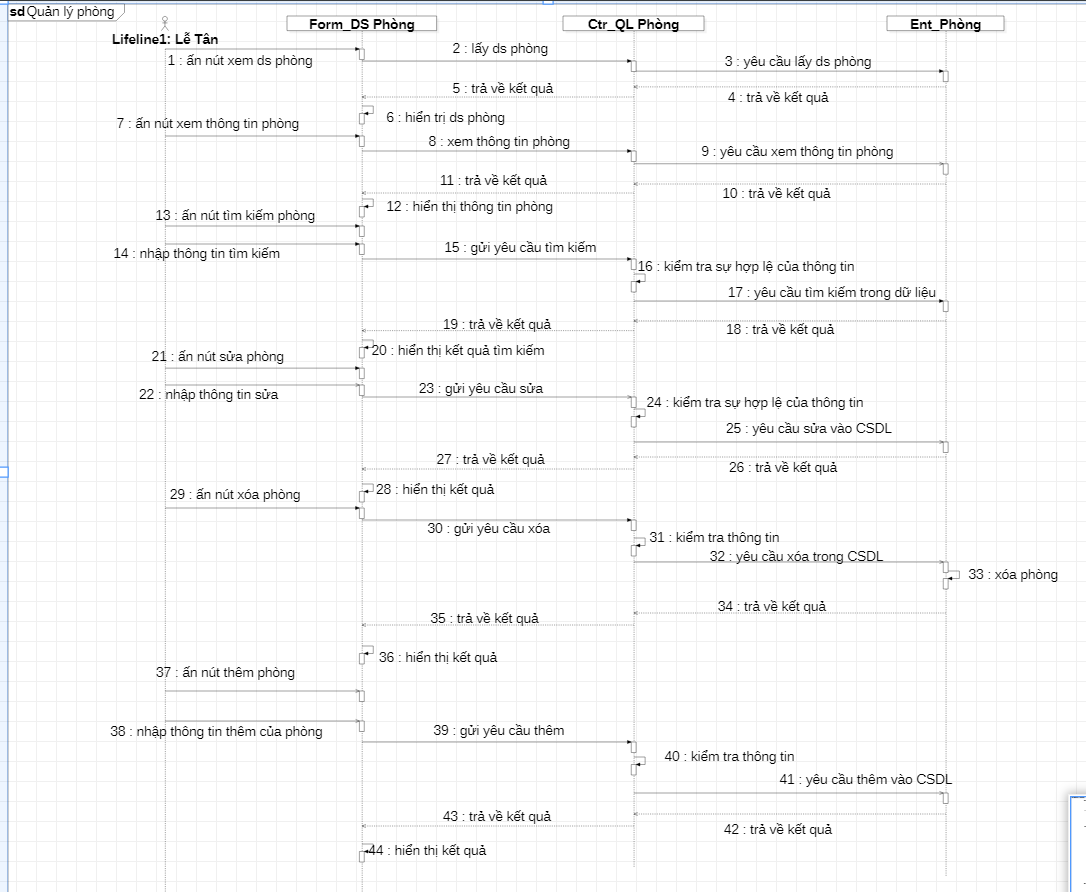 sd Quản lý phòng
Form_DS Phòng
Ctr_QL Phòng
Ent_Phòng
Lifeline1: Lễ Tân
1 : ấn nút xem ds phòng
2 : lấy ds phòng
3 : yêu cầu lấy ds phòng
4 : trả về kết quả
5 : trả về kết quả
6 : hiển trị ds phòng
7 : ấn nút xem thông tin phòng
8 : xem thông tin phòng
9 : yêu cầu xem thông tin phòng
10 : trả về kết quả
11 : trả về kết quả
12 : hiển thị thông tin phòng
13 : ấn nút tìm kiếm phòng
14 : nhập thông tin tìm kiếm
15 : gửi yêu cầu tìm kiếm
16 : kiểm tra sự hợp lệ của thông tin
17 : yêu cầu tìm kiếm trong dữ liệu
18 : trả về kết quả
19 : trả về kết quả
20 : hiển thị kết quả tìm kiếm
21 : ấn nút sửa phòng
22 : nhập thông tin sửa
23 : gửi yêu cầu sửa
24 : kiểm tra sự hợp lệ của thông tin
25 : yêu cầu sửa vào CSDL
26 : trả về kết quả
27 : trả về kết quả
28 : hiển thị kết quả
29 : ấn nút xóa phòng
30 : gửi yêu cầu xóa
31 : kiểm tra thông tin
32 : yêu cầu xóa trong CSDL
33 : xóa phòng
34 : trả về kết quả
35 : trả về kết quả
36 : hiển thị kết quả
37 : ấn nút thêm phòng
38 : nhập thông tin thêm của phòng
39 : gửi yêu cầu thêm
40 : kiểm tra thông tin
41 : yêu cầu thêm vào CSDL
42 : trả về kết quả
43 : trả về kết quả
44 : hiển thị kết quả